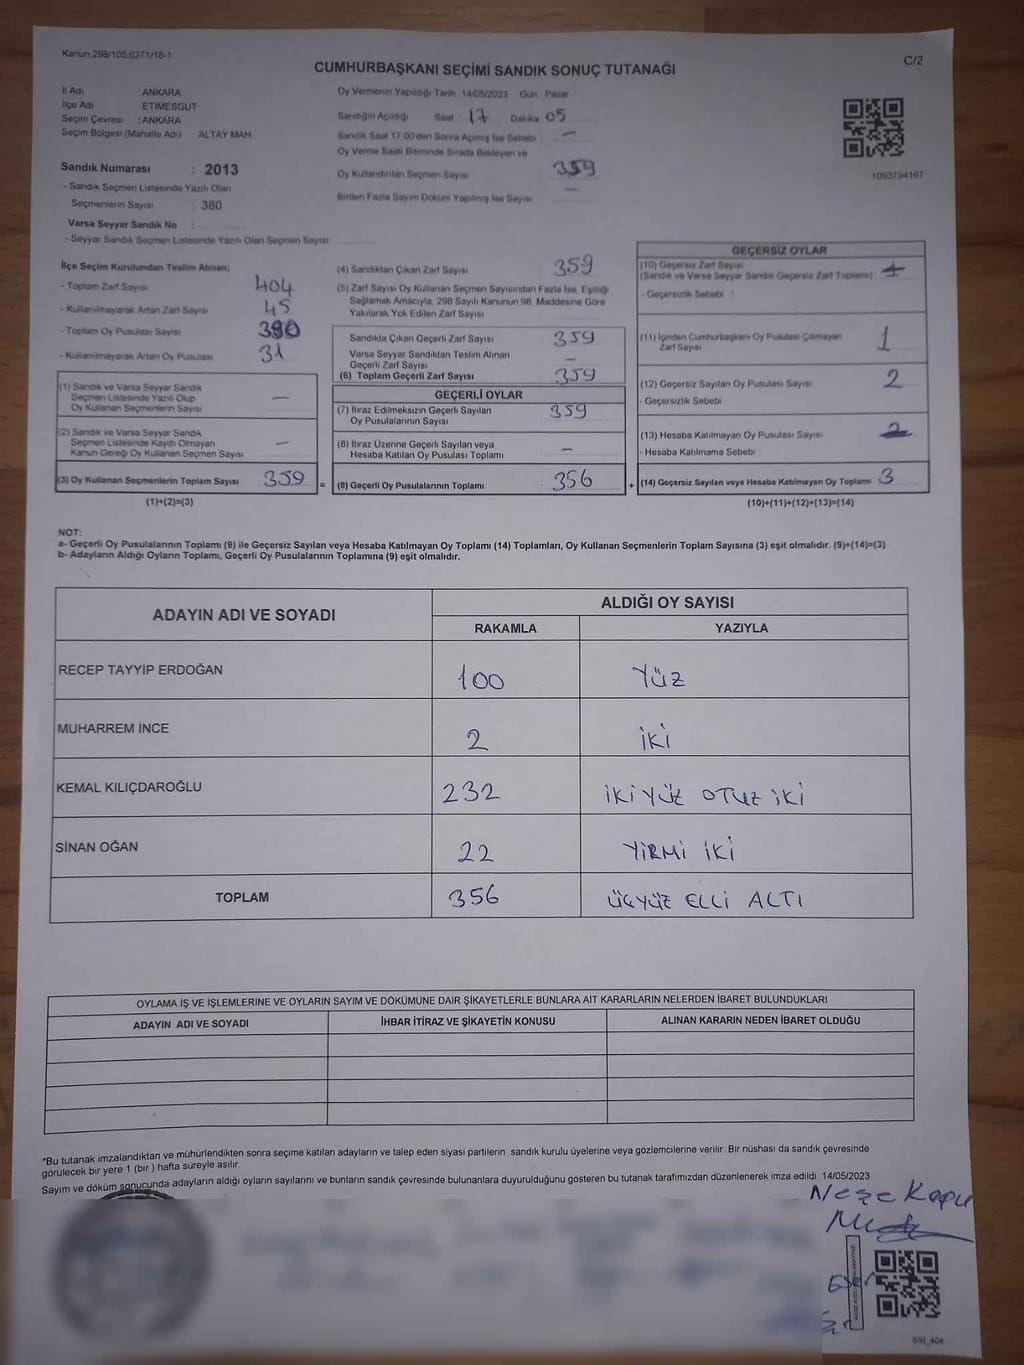 Kanun:298/105:6271/18-1
C/2
CUMHURBAŞKANI SEÇİMİ SANDIK SONUÇ TUTANAĞI
İl Adı ANKARA
İlçe Adı ETİMESGUT
Seçim Çevresi :ANKARA
Seçim Bölgesi (Mahalle Adı) ALTAY MAH
Sandık Numarası : 2013
- Sandık Seçmen Listesinde Yazılı Olan
Seçmenlerin Sayısı : 380
Varsa Seyyar Sandık No :
- Seyyar Sandık Seçmen Listesinde Yazılı Olan Seçmen Sayısı
Oy Vermenin Yapıldığı Tarih :14/05/2023 Gün Pazar
Sandığın Açıldığı Saat 17 Dakika 05
Sandık Saat 17:00'den Sonra Açılmış İse Sebebi : —
Oy Verme Saati Bitiminde Sırada Bekleyen ve
Oy Kullandırılan Seçmen Sayısı 359
Birden Fazla Sayım Döküm Yapılmış İse Sayısı —
1093794167
İlçe Seçim Kurulundan Teslim Alınan;
- Toplam Zarf Sayısı 404
- Kullanılmayarak Artan Zarf Sayısı 45
- Toplam Oy Pusulası Sayısı 390
- Kullanılmayarak Artan Oy Pusulası 31
(1) Sandık ve Varsa Seyyar Sandık
Seçmen Listesinde Yazılı Olup
Oy Kullanan Seçmenlerin Sayısı —
(2) Sandık ve Varsa Seyyar Sandık
Seçmen Listesinde Kayıtlı Olmayan
Kanun Gereği Oy Kullanan Seçmen Sayısı —
(3) Oy Kullanan Seçmenlerin Toplam Sayısı : 359 =
(1)+(2)=(3)
(4) Sandıktan Çıkan Zarf Sayısı 359
(5) Zarf Sayısı Oy Kullanan Seçmen Sayısından Fazla İse, Eşitliği
Sağlamak Amacıyla, 298 Sayılı Kanunun 98. Maddesine Göre
Yakılarak Yok Edilen Zarf Sayısı
Sandıkta Çıkan Geçerli Zarf Sayısı 359
Varsa Seyyar Sandıktan Teslim Alınan
Geçerli Zarf Sayısı —
(6) Toplam Geçerli Zarf Sayısı 359
GEÇERLİ OYLAR
(7) İtiraz Edilmeksizin Geçerli Sayılan
Oy Pusulalarının Sayısı 359
(8) İtiraz Üzerine Geçerli Sayılan veya
Hesaba Katılan Oy Pusulası Toplamı —
(9) Geçerli Oy Pusulalarının Toplamı : 356 +
GEÇERSİZ OYLAR
(10) Geçersiz Zarf Sayısı
(Sandık ve Varsa Seyyar Sandık Geçersiz Zarf Toplamı)
- Geçersizlik Sebebi :
(11) İçinden Cumhurbaşkanı Oy Pusulası Çıkmayan
Zarf Sayısı 1
(12) Geçersiz Sayılan Oy Pusulası Sayısı 2
- Geçersizlik Sebebi
(13) Hesaba Katılmayan Oy Pusulası Sayısı
- Hesaba Katılmama Sebebi
(14) Geçersiz Sayılan veya Hesaba Katılmayan Oy Toplamı 3
(10)+(11)+(12)+(13)=(14)
NOT:
a- Geçerli Oy Pusulalarının Toplamı (9) ile Geçersiz Sayılan veya Hesaba Katılmayan Oy Toplamı (14) Toplamları, Oy Kullanan Seçmenlerin Toplam Sayısına (3) eşit olmalıdır. (9)+(14)=(3)
b- Adayların Aldığı Oyların Toplamı, Geçerli Oy Pusulalarının Toplamına (9) eşit olmalıdır.
ADAYIN ADI VE SOYADI
ALDIĞI OY SAYISI
RAKAMLA YAZIYLA
RECEP TAYYİP ERDOĞAN 100 YÜZ
MUHARREM İNCE 2 İKİ
KEMAL KILIÇDAROĞLU 232 İKİ YÜZ OTUZ İKİ
SİNAN OĞAN 22 YİRMİ İKİ
TOPLAM 356 ÜÇYÜZ ELLİ ALTI
OYLAMA İŞ VE İŞLEMLERİNE VE OYLARIN SAYIM VE DÖKÜMÜNE DAİR ŞİKAYETLERLE BUNLARA AİT KARARLARIN NELERDEN İBARET BULUNDUKLARI
ADAYIN ADI VE SOYADI İHBAR İTİRAZ VE ŞİKAYETİN KONUSU ALINAN KARARIN NEDEN İBARET OLDUĞU
*Bu tutanak imzalandıktan ve mühürlendikten sonra seçime katılan adayların ve talep eden siyasi partilerin sandık kurulu üyelerine veya gözlemcilerine verilir. Bir nüshası da sandık çevresinde
görülecek bir yere 1 (bir) hafta süreyle asılır.
Sayım ve döküm sonucunda adayların aldığı oyların sayılarını ve bunların sandık çevresinde bulunanlara duyurulduğunu gösteren bu tutanak tarafımızdan düzenlenerek imza edildi 14/05/2023
Neşe
SSI_404